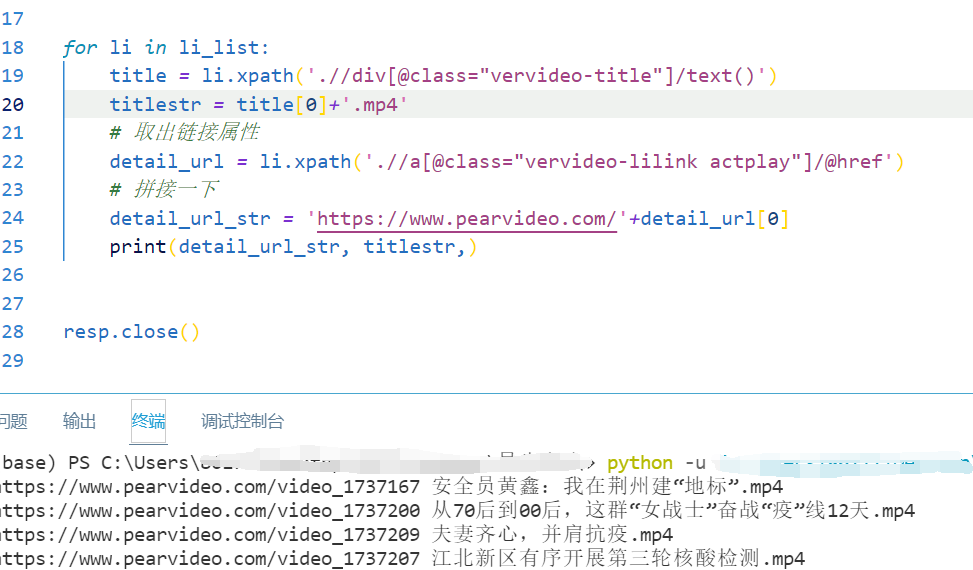 17
18 for li in li_list:
19 title = li.xpath('.//div[@class="vervideo-title"]/text()')
20 titlestr = title[0]+'.mp4'
21 # 取出链接属性
22 detail_url = li.xpath('.//a[@class="vervideo-lilink actplay"]/@href')
23 # 拼接一下
24 detail_url_str = 'https://www.pearvideo.com/'+detail_url[0]
25 print(detail_url_str, titlestr,)
26
27
28 resp.close()
29
问题 输出 终端 调试控制台
base) PS C:\Users\ python -u
https://www.pearvideo.com/video_1737167 安全员黄鑫：我在荆州建“地标”.mp4
https://www.pearvideo.com/video_1737200 从70后到00后，这群“女战士”奋战“疫”线12天.mp4
https://www.pearvideo.com/video_1737209 夫妻齐心，并肩抗疫.mp4
https://www.pearvideo.com/video_1737207 江北新区有序开展第三轮核酸检测.mp4